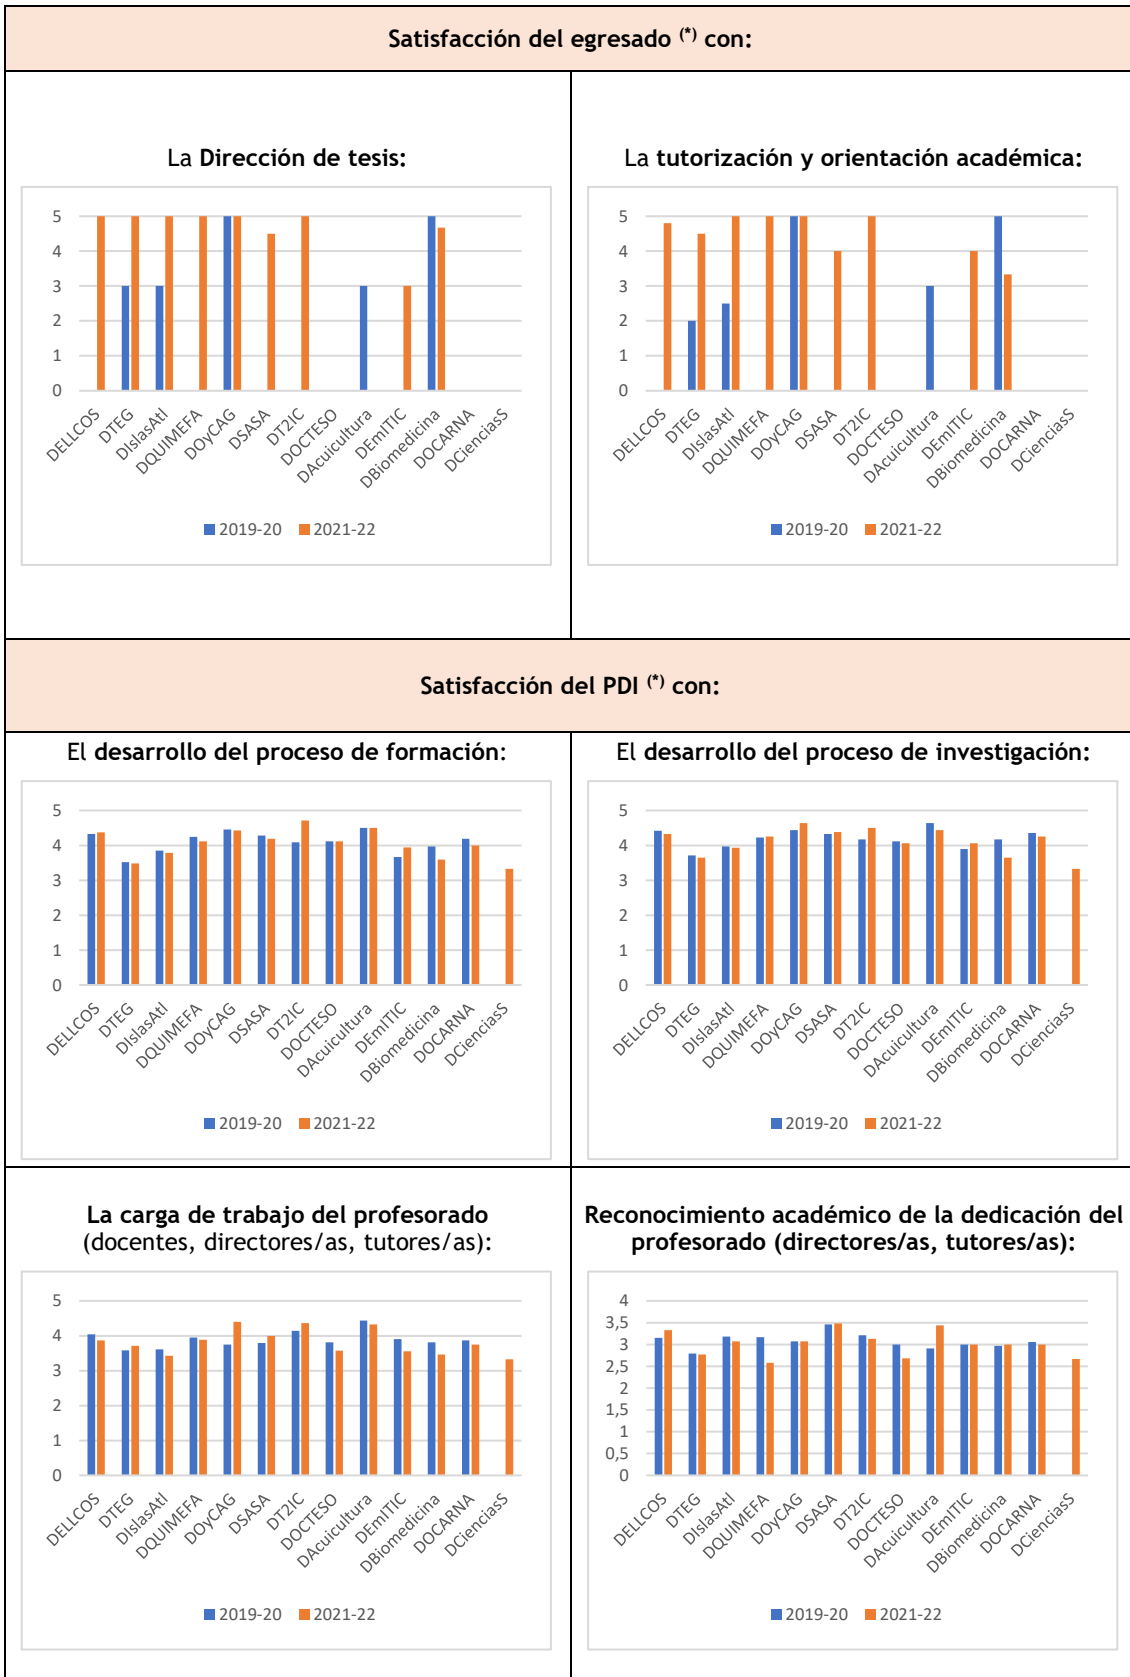 Satisfacción del egresado (*) con:
La Dirección de tesis:
5
4
3
2
1
0
DELLCOS
DTEG
DIslasAtl
DQUIMEFA
DOyCAG
DSASA
DT2IC
DOCTESO
DAcuicultura
DEmITIC
DBiomedicina
DOCARNA
DCienciasS
2019-20 2021-22
La tutorización y orientación académica:
5
4
3
2
1
0
DELLCOS
DTEG
DIslasAtl
DQUIMEFA
DOyCAG
DSASA
DT2IC
DOCTESO
DAcuicultura
DEmITIC
DBiomedicina
DOCARNA
DCienciasS
2019-20 2021-22
Satisfacción del PDI (*) con:
El desarrollo del proceso de formación:
5
4
3
2
1
0
DELLCOS
DTEG
DIslasAtl
DQUIMEFA
DOyCAG
DSASA
DT2IC
DOCTESO
DAcuicultura
DEmITIC
DBiomedicina
DOCARNA
DCienciasS
2019-20 2021-22
El desarrollo del proceso de investigación:
5
4
3
2
1
0
DELLCOS
DTEG
DIslasAtl
DQUIMEFA
DOyCAG
DSASA
DT2IC
DOCTESO
DAcuicultura
DEmITIC
DBiomedicina
DOCARNA
DCienciasS
2019-20 2021-22
La carga de trabajo del profesorado
(docentes, directores/as, tutores/as):
5
4
3
2
1
0
DELLCOS
DTEG
DIslasAtl
DQUIMEFA
DOyCAG
DSASA
DT2IC
DOCTESO
DAcuicultura
DEmITIC
DBiomedicina
DOCARNA
DCienciasS
2019-20 2021-22
Reconocimiento académico de la dedicación del
profesorado (directores/as, tutores/as):
4
3,5
3
2,5
2
1,5
1
0,5
0
DELLCOS
DTEG
DIslasAtl
DQUIMEFA
DOyCAG
DSASA
DT2IC
DOCTESO
DAcuicultura
DEmITIC
DBiomedicina
DOCARNA
DCienciasS
2019-20 2021-22